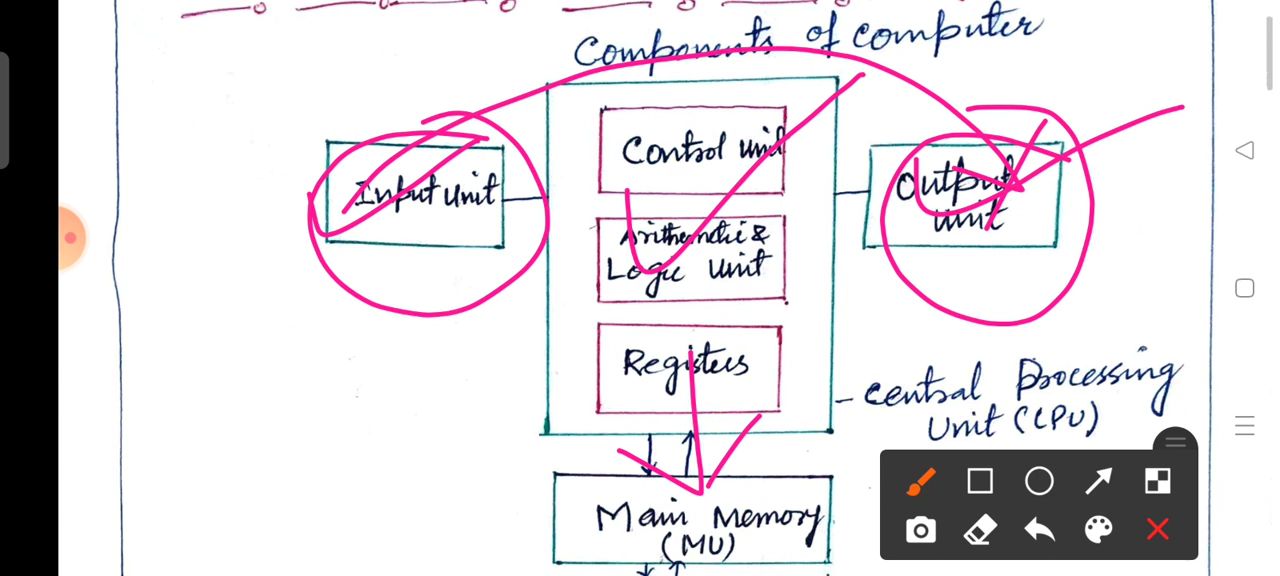 Components of computer
Control unit
Input Unit
Output
unit
Arithmetic &
Logic Unit
Registers
- Central Processing
Unit (CPU)
Main Memory
(MU)